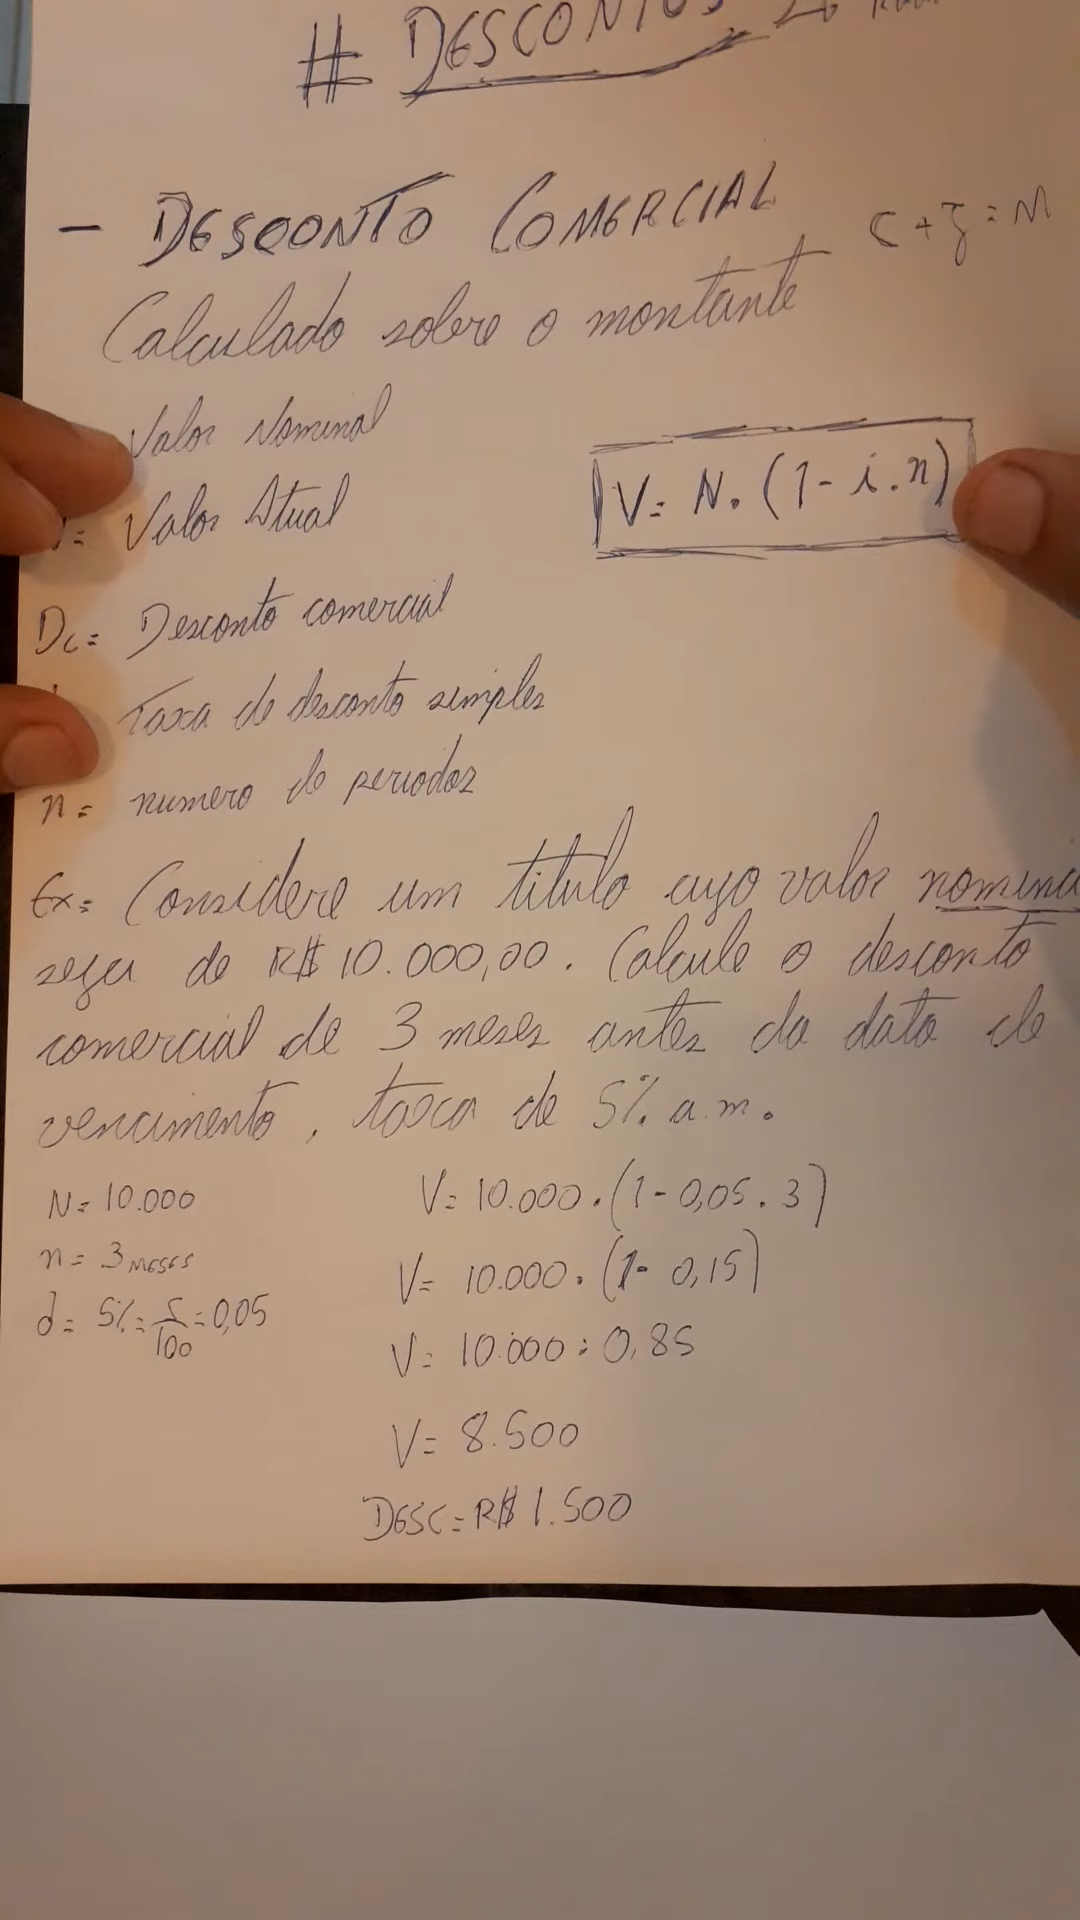 # DESCONTOS
- DESCONTO COMERCIAL
C + J = M
Calculado sobre o montante
Valor Nominal
V = N. (1 - i.n)
= Valor Atual
Dc = Desconto comercial
Taxa de desconto simples
n = numero de periodos
Ex = Considere um titulo cujo valor nomina
seja de R$ 10.000,00. Calcule o desconto
comercial de 3 meses antes da data de
vencimento, taxa de 5% a.m.
N = 10.000
n = 3 MESES
d = 5% = 5/100 = 0,05
V = 10.000 . (1 - 0,05 . 3)
V = 10.000 . (1 - 0,15)
V = 10.000 : 0,85
V = 8.500
DESC = R$ 1.500